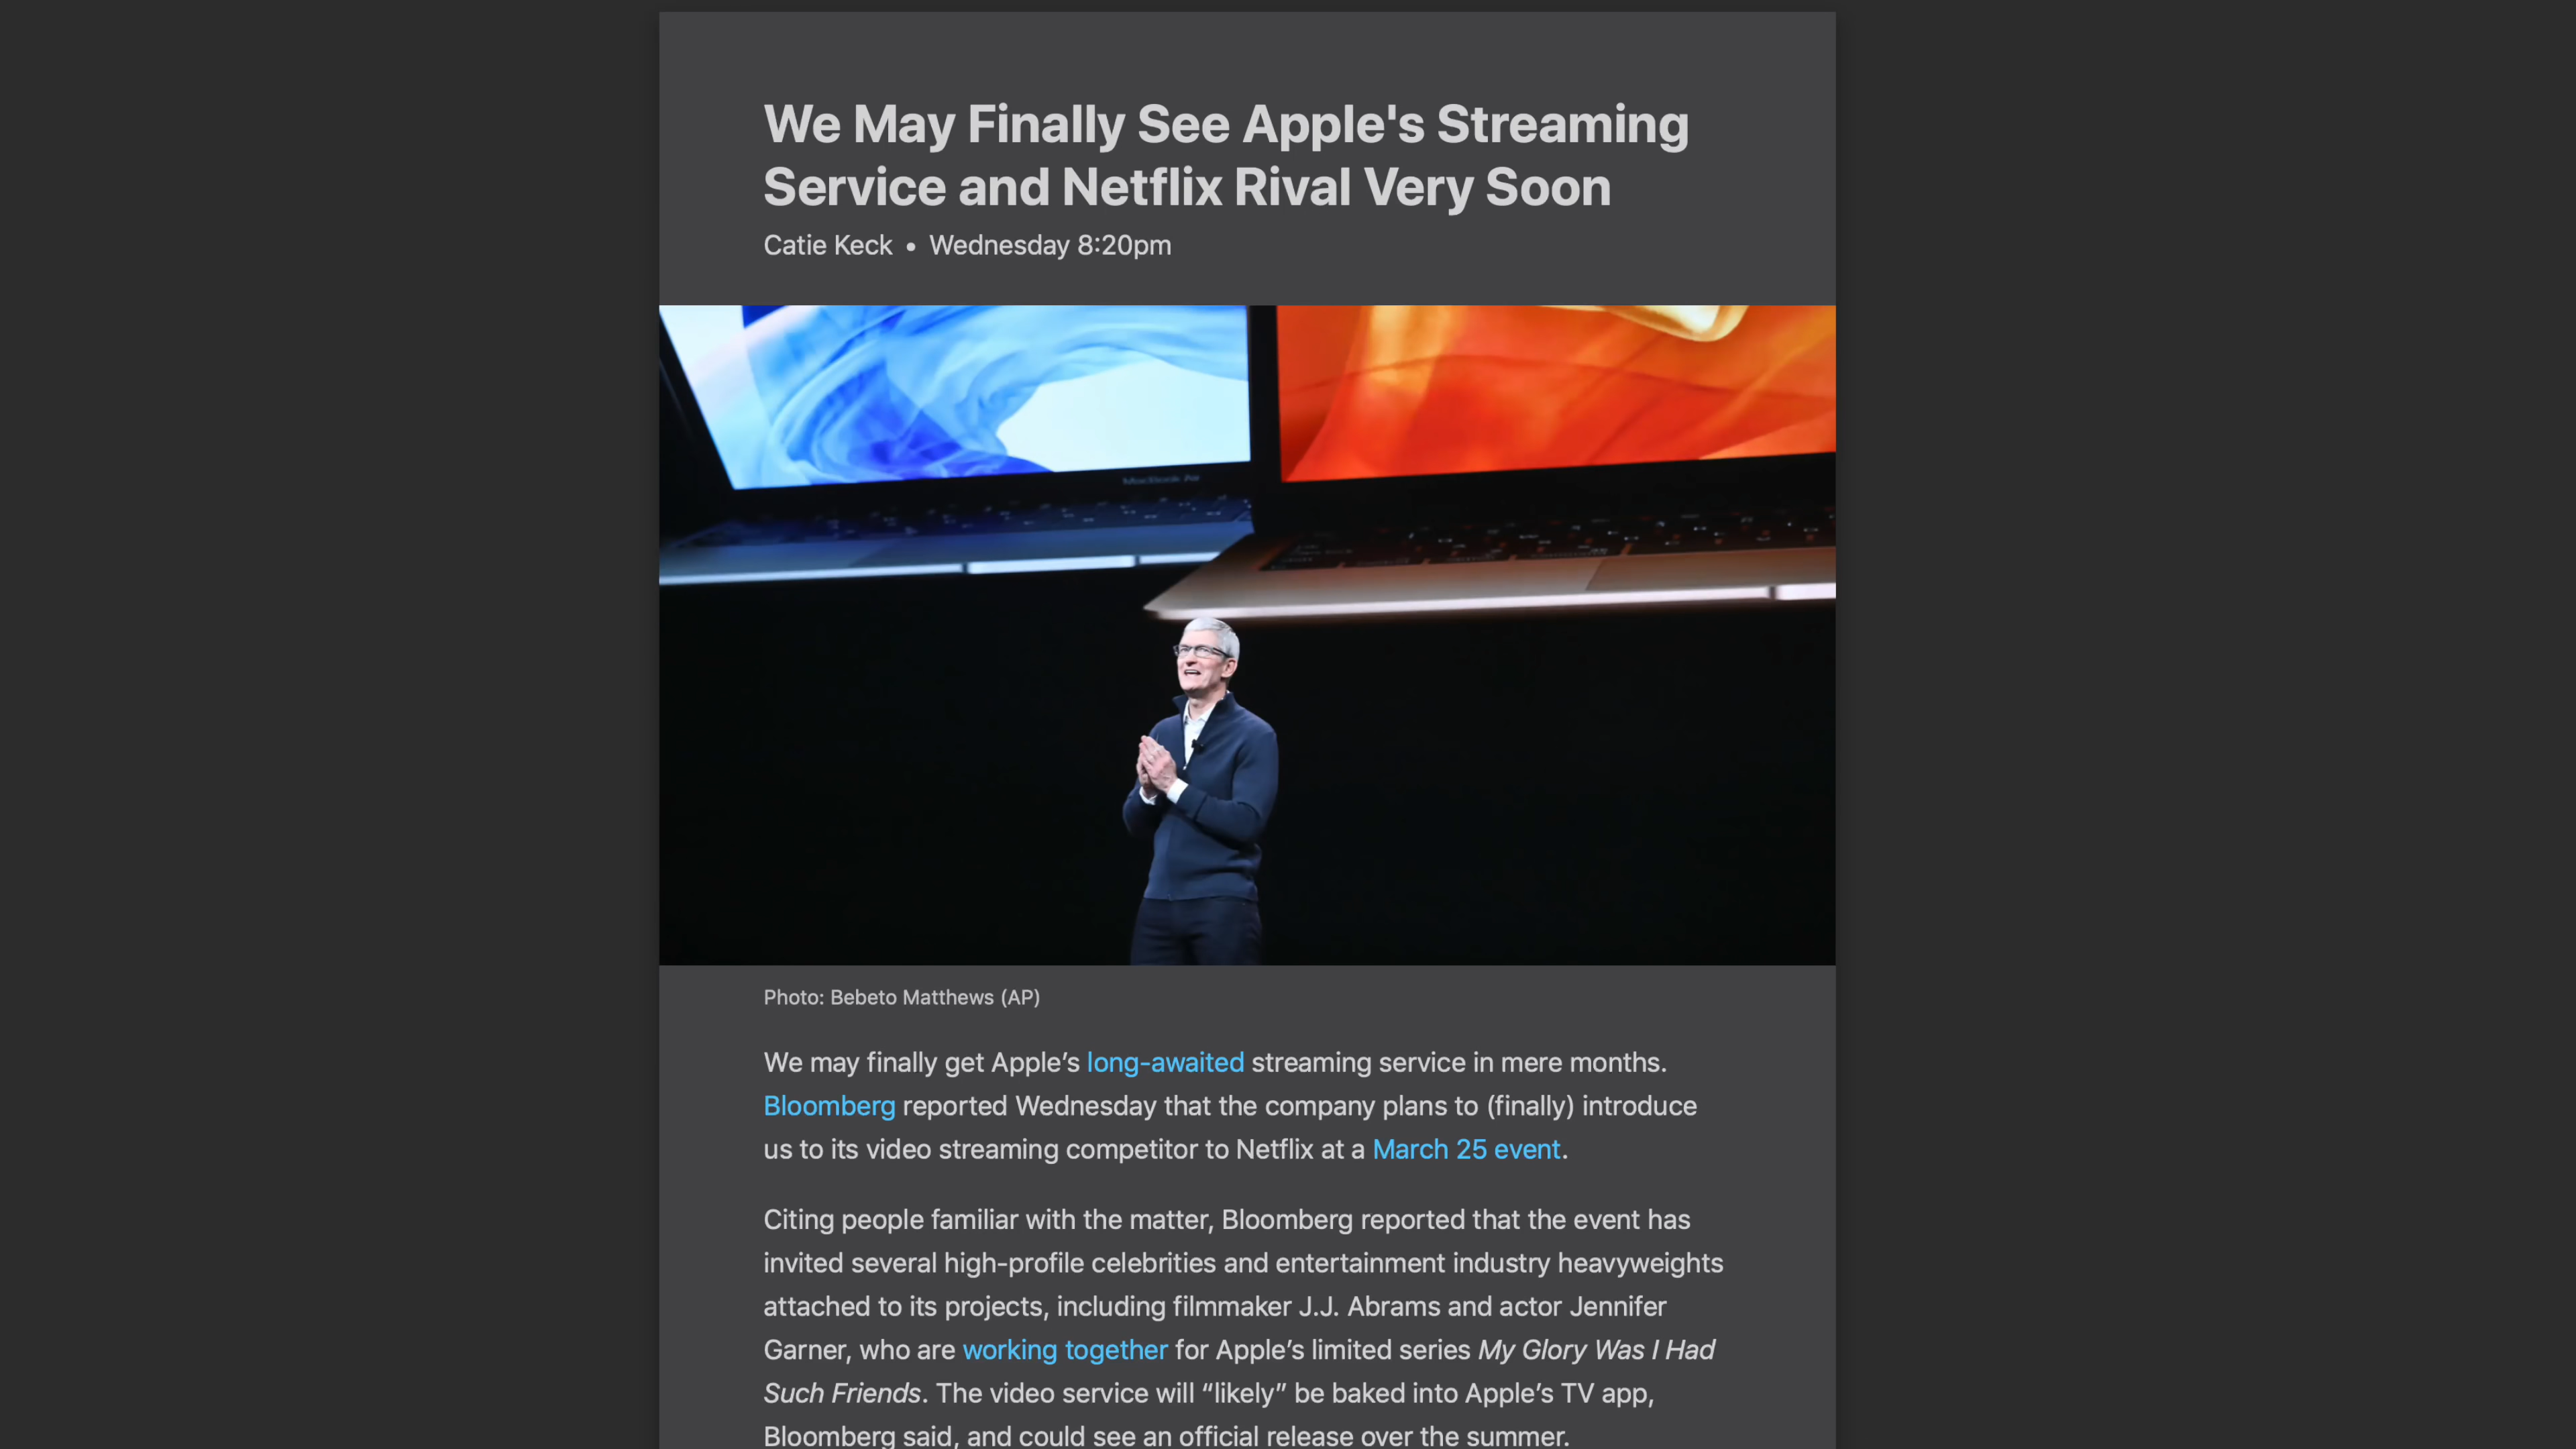 We May Finally See Apple's Streaming
Service and Netflix Rival Very Soon
Catie Keck • Wednesday 8:20pm
MacBook Air
Photo: Bebeto Matthews (AP)
We may finally get Apple’s long-awaited streaming service in mere months.
Bloomberg reported Wednesday that the company plans to (finally) introduce
us to its video streaming competitor to Netflix at a March 25 event.
Citing people familiar with the matter, Bloomberg reported that the event has
invited several high-profile celebrities and entertainment industry heavyweights
attached to its projects, including filmmaker J.J. Abrams and actor Jennifer
Garner, who are working together for Apple’s limited series My Glory Was I Had
Such Friends. The video service will “likely” be baked into Apple’s TV app,
Bloomberg said, and could see an official release over the summer.